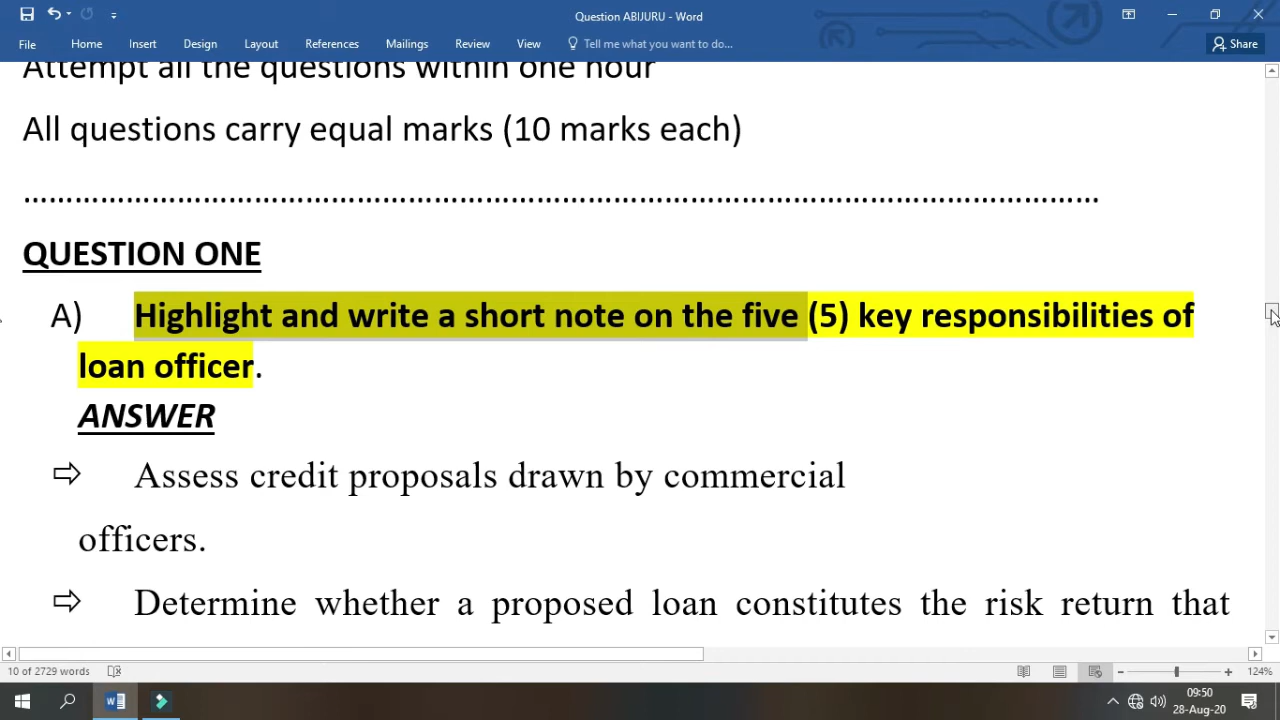 Question ABIJURU - Word
File Home Insert Design Layout References Mailings Review View Tell me what you want to do... Share
Attempt all the questions within one hour
All questions carry equal marks (10 marks each)
................................................................................................................
QUESTION ONE
A) Highlight and write a short note on the five (5) key responsibilities of
loan officer.
ANSWER
⇨ Assess credit proposals drawn by commercial
officers.
⇨ Determine whether a proposed loan constitutes the risk return that
10 of 2729 words
124%
09:50
28-Aug-20